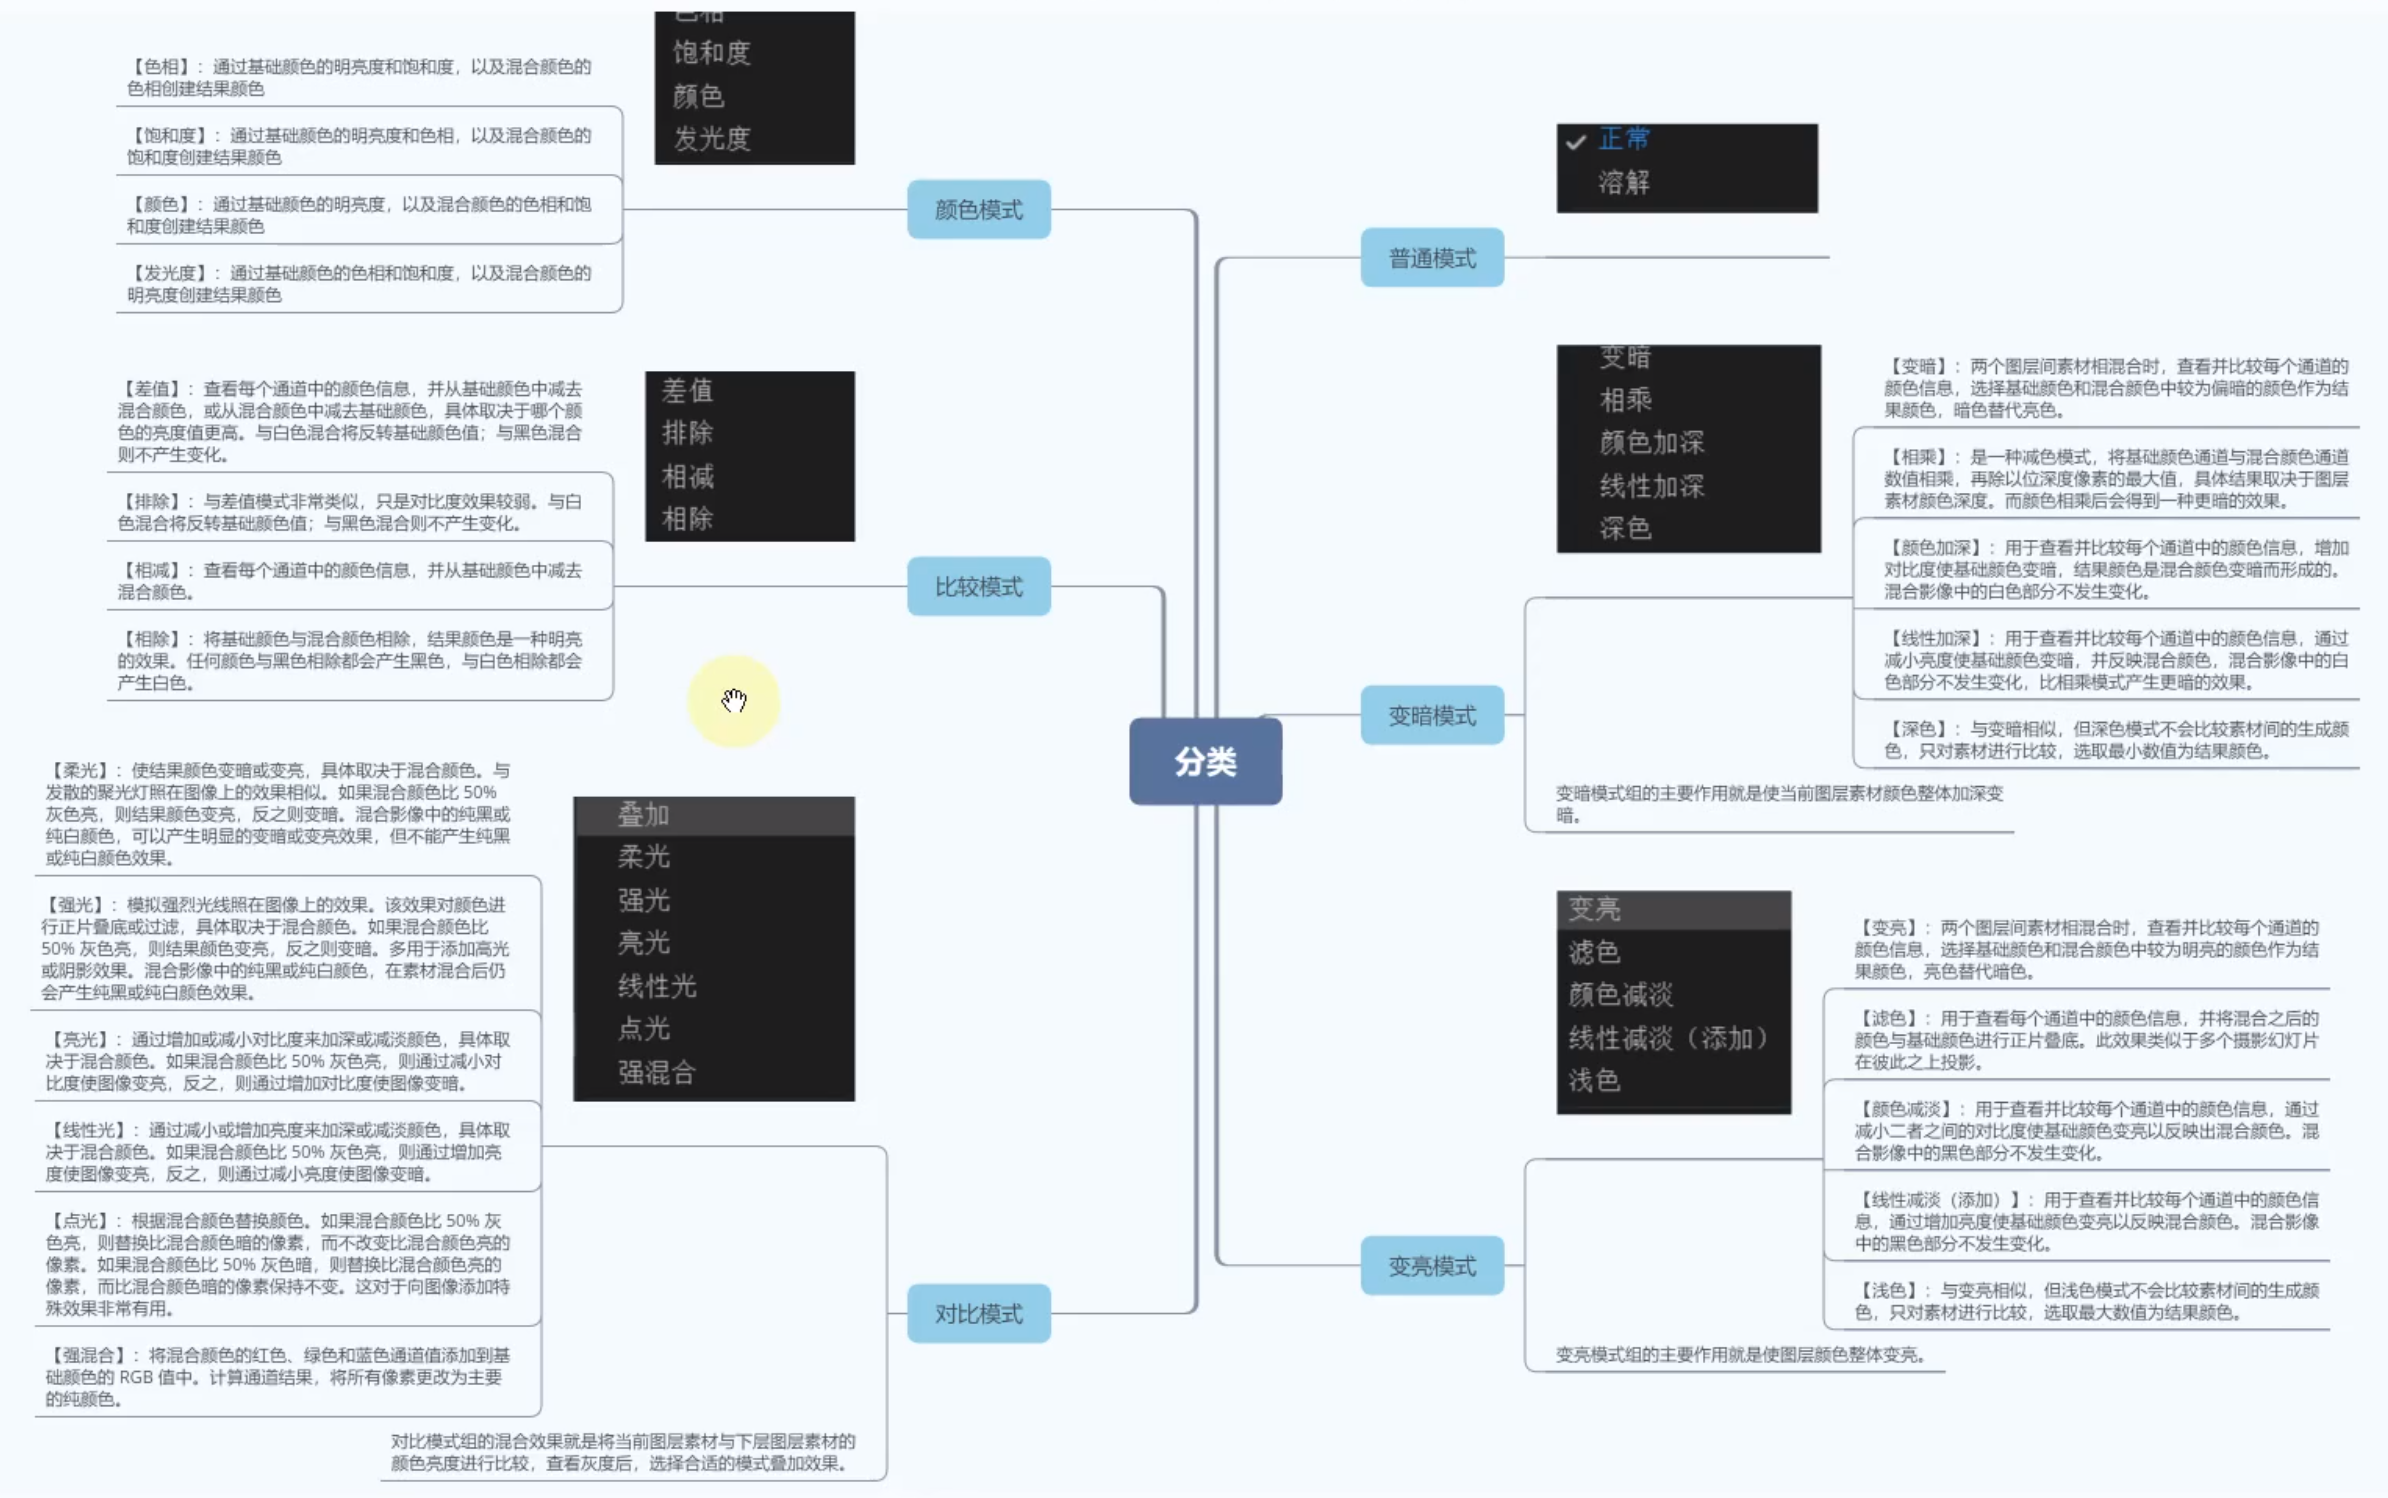 分类
颜色模式
色相
饱和度
颜色
发光度
【色相】：通过基础颜色的明亮度和饱和度，以及混合颜色的
色相创建结果颜色
【饱和度】：通过基础颜色的明亮度和色相，以及混合颜色的
饱和度创建结果颜色
【颜色】：通过基础颜色的明亮度，以及混合颜色的色相和饱
和度创建结果颜色
【发光度】：通过基础颜色的色相和饱和度，以及混合颜色的
明亮度创建结果颜色
比较模式
差值
排除
相减
相除
【差值】：查看每个通道中的颜色信息，并从基础颜色中减去
混合颜色，或从混合颜色中减去基础颜色，具体取决于哪个颜
色的亮度值更高。与白色混合将反转基础颜色值；与黑色混合
则不产生变化。
【排除】：与差值模式非常类似，只是对比度效果较弱。与白
色混合将反转基础颜色值；与黑色混合则不产生变化。
【相减】：查看每个通道中的颜色信息，并从基础颜色中减去
混合颜色。
【相除】：将基础颜色与混合颜色相除，结果颜色是一种明亮
的效果。任何颜色与黑色相除都会产生黑色，与白色相除都会
产生白色。
对比模式
叠加
柔光
强光
亮光
线性光
点光
强混合
【柔光】：使结果颜色变暗或变亮，具体取决于混合颜色。与
发散的聚光灯照在图像上的效果相似。如果混合颜色比 50%
灰色亮，则结果颜色变亮，反之则变暗。混合影像中的纯黑或
纯白颜色，可以产生明显的变暗或变亮效果，但不能产生纯黑
或纯白颜色效果。
【强光】：模拟强烈光线照在图像上的效果。该效果对颜色进
行正片叠底或过滤，具体取决于混合颜色。如果混合颜色比
50% 灰色亮，则结果颜色变亮，反之则变暗。多用于添加高光
或阴影效果。混合影像中的纯黑或纯白颜色，在素材混合后仍
会产生纯黑或纯白颜色效果。
【亮光】：通过增加或减小对比度来加深或减淡颜色，具体取
决于混合颜色。如果混合颜色比 50% 灰色亮，则通过减小对
比度使图像变亮，反之，则通过增加对比度使图像变暗。
【线性光】：通过减小或增加亮度来加深或减淡颜色，具体取
决于混合颜色。如果混合颜色比 50% 灰色亮，则通过增加亮
度使图像变亮，反之，则通过减小亮度使图像变暗。
【点光】：根据混合颜色替换颜色。如果混合颜色比 50% 灰
色亮，则替换比混合颜色暗的像素，而不改变比混合颜色亮的
像素。如果混合颜色比 50% 灰色暗，则替换比混合颜色亮的
像素，而比混合颜色暗的像素保持不变。这对于向图像添加特
殊效果非常有用。
【强混合】：将混合颜色的红色、绿色和蓝色通道值添加到基
础颜色的 RGB 值中。计算通道结果，将所有像素更改为主要
的纯颜色。
对比模式组的混合效果就是将当前图层素材与下层图层素材的
颜色亮度进行比较，查看灰度后，选择合适的模式叠加效果。
普通模式
正常
溶解
变暗模式
变暗
相乘
颜色加深
线性加深
深色
【变暗】：两个图层间素材相混合时，查看并比较每个通道的
颜色信息，选择基础颜色和混合颜色中较为偏暗的颜色作为结
果颜色，暗色替代亮色。
【相乘】：是一种减色模式，将基础颜色通道与混合颜色通道
数值相乘，再除以位深度像素的最大值，具体结果取决于图层
素材颜色深度。而颜色相乘后会得到一种更暗的效果。
【颜色加深】：用于查看并比较每个通道中的颜色信息，增加
对比度使基础颜色变暗，结果颜色是混合颜色变暗而形成的。
混合影像中的白色部分不发生变化。
【线性加深】：用于查看并比较每个通道中的颜色信息，通过
减小亮度使基础颜色变暗，并反映混合颜色，混合影像中的白
色部分不发生变化，比相乘模式产生更暗的效果。
【深色】：与变暗相似，但深色模式不会比较素材间的生成颜
色，只对素材进行比较，选取最小数值为结果颜色。
变暗模式组的主要作用就是使当前图层素材颜色整体加深变
暗。
变亮模式
变亮
滤色
颜色减淡
线性减淡（添加）
浅色
【变亮】：两个图层间素材相混合时，查看并比较每个通道的
颜色信息，选择基础颜色和混合颜色中较为明亮的颜色作为结
果颜色，亮色替代暗色。
【滤色】：用于查看每个通道中的颜色信息，并将混合之后的
颜色与基础颜色进行正片叠底。此效果类似于多个摄影幻灯片
在彼此之上投影。
【颜色减淡】：用于查看并比较每个通道中的颜色信息，通过
减小二者之间的对比度使基础颜色变亮以反映出混合颜色。混
合影像中的黑色部分不发生变化。
【线性减淡（添加）】：用于查看并比较每个通道中的颜色信
息，通过增加亮度使基础颜色变亮以反映混合颜色。混合影像
中的黑色部分不发生变化。
【浅色】：与变亮相似，但浅色模式不会比较素材间的生成颜
色，只对素材进行比较，选取最大数值为结果颜色。
变亮模式组的主要作用就是使图层颜色整体变亮。